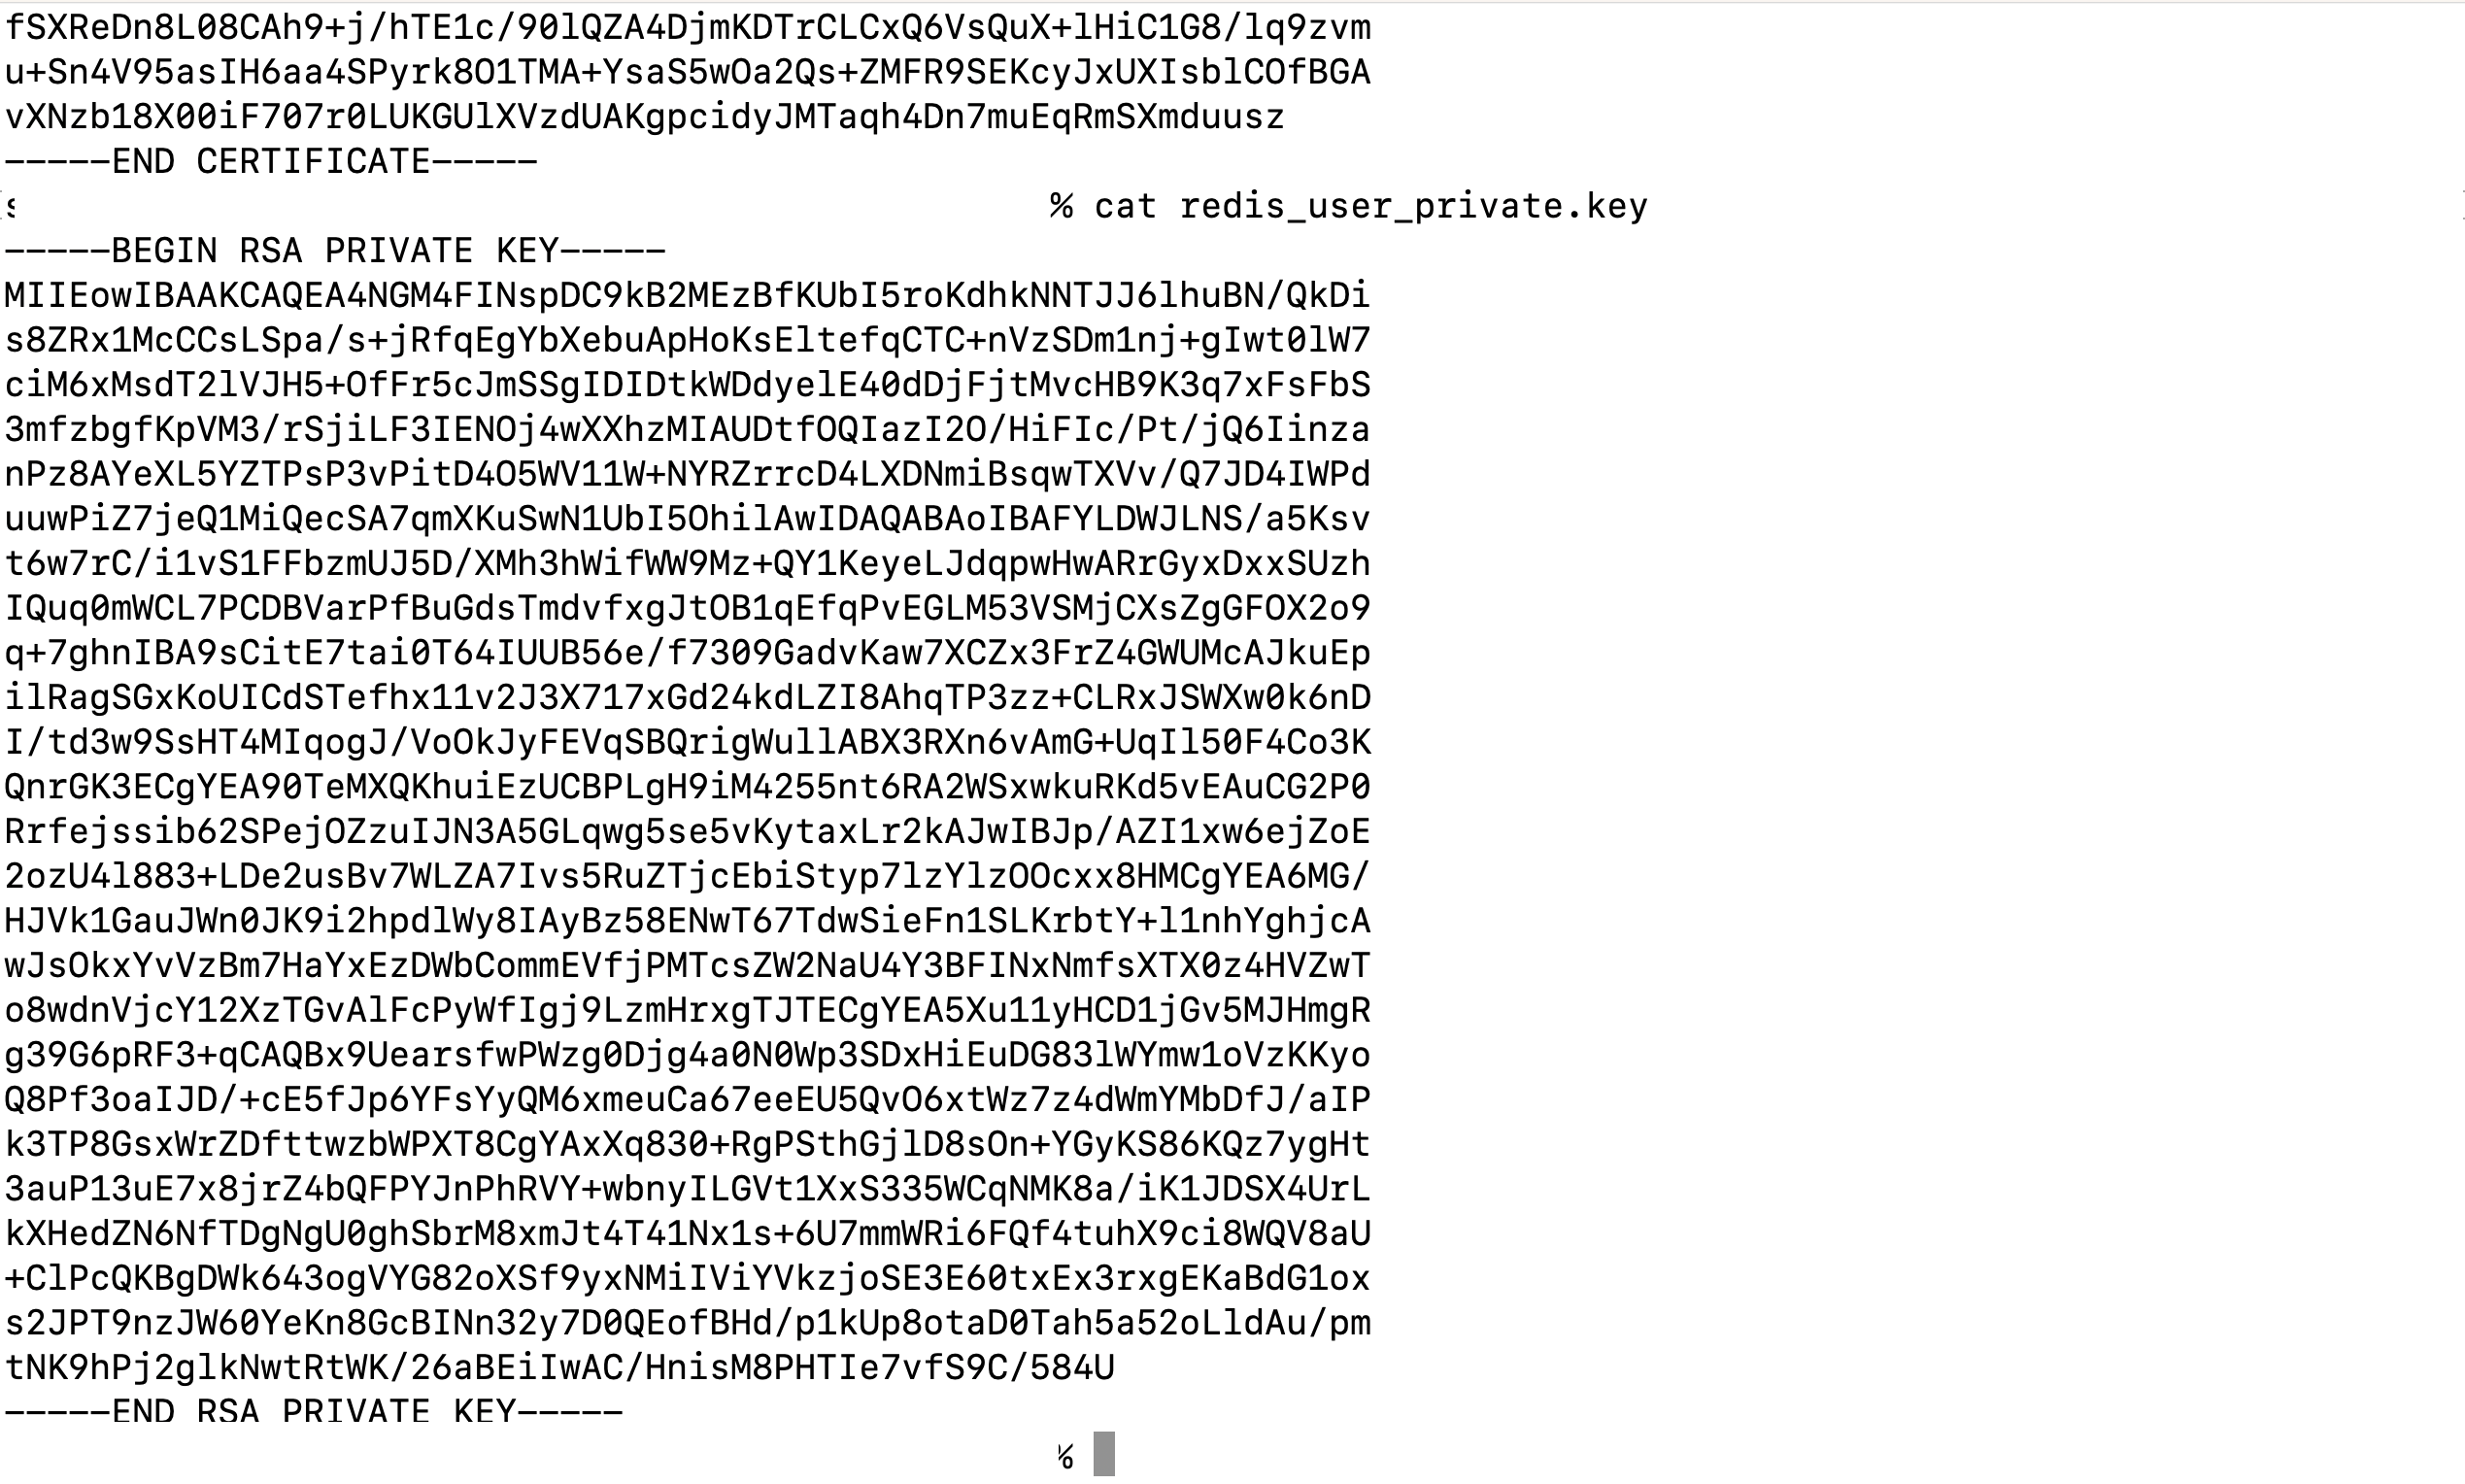 fSXReDn8L08CAh9+j/hTE1c/90lQZA4DjmKDTrCLCxQ6VsQuX+lHiC1G8/lq9zvm
u+Sn4V95asIH6aa4SPyrk8O1TMA+YsaS5wOa2Qs+ZMFR9SEKcyJxUXIsblCOfBGA
vXNzb18X00iF707r0LUKGUlXVzdUAKgpcidyJMTaqh4Dn7muEqRmSXmduusz
-----END CERTIFICATE-----
% cat redis_user_private.key
-----BEGIN RSA PRIVATE KEY-----
MIIEowIBAAKCAQEA4NGM4FINspDC9kB2MEzBfKUbI5roKdhkNNTJJ6lhuBN/QkDi
s8ZRx1McCCsLSpa/s+jRfqEgYbXebuApHoKsEltefqCTC+nVzSDm1nj+gIwt0lW7
ciM6xMsdT2lVJH5+OfFr5cJmSSgIDIDtkWDdyelE40dDjFjtMvcHB9K3q7xFsFbS
3mfzbgfKpVM3/rSjiLF3IENOj4wXXhzMIAUDtfOQIazI2O/HiFIc/Pt/jQ6Iinza
nPz8AYeXL5YZTPsP3vPitD4O5WV11W+NYRZrrcD4LXDNmiBsqwTXVv/Q7JD4IWPd
uuwPiZ7jeQ1MiQecSA7qmXKuSwN1UbI5OhilAwIDAQABAoIBAFYLDWJLNS/a5Ksv
t6w7rC/i1vS1FFbzmUJ5D/XMh3hWifWW9Mz+QY1KeyeLJdqpwHwARrGyxDxxSUzh
IQuq0mWCL7PCDBVarPfBuGdsTmdvfxgJtOB1qEfqPvEGLM53VSMjCXsZgGFOX2o9
q+7ghnIBA9sCitE7tai0T64IUUB56e/f7309GadvKaw7XCZx3FrZ4GWUMcAJkuEp
ilRagSGxKoUICdSTefhx11v2J3X717xGd24kdLZI8AhqTP3zz+CLRxJSWXw0k6nD
I/td3w9SsHT4MIqogJ/VoOkJyFEVqSBQrigWullABX3RXn6vAmG+UqIl50F4Co3K
QnrGK3ECgYEA90TeMXQKhuiEzUCBPLgH9iM4255nt6RA2WSxwkuRKd5vEAuCG2P0
Rrfejssib62SPejOZzuIJN3A5GLqwg5se5vKytaxLr2kAJwIBJp/AZI1xw6ejZoE
2ozU4l883+LDe2usBv7WLZA7Ivs5RuZTjcEbiStyp7lzYlzOOcxx8HMCgYEA6MG/
HJVk1GauJWn0JK9i2hpdlWy8IAyBz58ENwT67TdwSieFn1SLKrbtY+l1nhYghjcA
wJsOkxYvVzBm7HaYxEzDWbCommEVfjPMTcsZW2NaU4Y3BFINxNmfsXTX0z4HVZwT
o8wdnVjcY12XzTGvAlFcPyWfIgj9LzmHrxgTJTECgYEA5Xu11yHCD1jGv5MJHmgR
g39G6pRF3+qCAQBx9UearsfwPWzg0Djg4a0N0Wp3SDxHiEuDG83lWYmw1oVzKKyo
Q8Pf3oaIJD/+cE5fJp6YFsYyQM6xmeuCa67eeEU5QvO6xtWz7z4dWmYMbDfJ/aIP
k3TP8GsxWrZDfttwzbWPXT8CgYAxXq830+RgPSthGjlD8sOn+YGyKS86KQz7ygHt
3auP13uE7x8jrZ4bQFPYJnPhRVY+wbnyILGVt1XxS335WCqNMK8a/iK1JDSX4UrL
kXHedZN6NfTDgNgU0ghSbrM8xmJt4T41Nx1s+6U7mmWRi6FQf4tuhX9ci8WQV8aU
+ClPcQKBgDWk643ogVYG82oXSf9yxNMiIViYVkzjoSE3E60txEx3rxgEKaBdG1ox
s2JPT9nzJW60YeKn8GcBINn32y7D0QEofBHd/p1kUp8otaD0Tah5a52oLldAu/pm
tNK9hPj2glkNwtRtWK/26aBEiIwAC/HnisM8PHTIe7vfS9C/584U
-----END RSA PRIVATE KEY-----
%